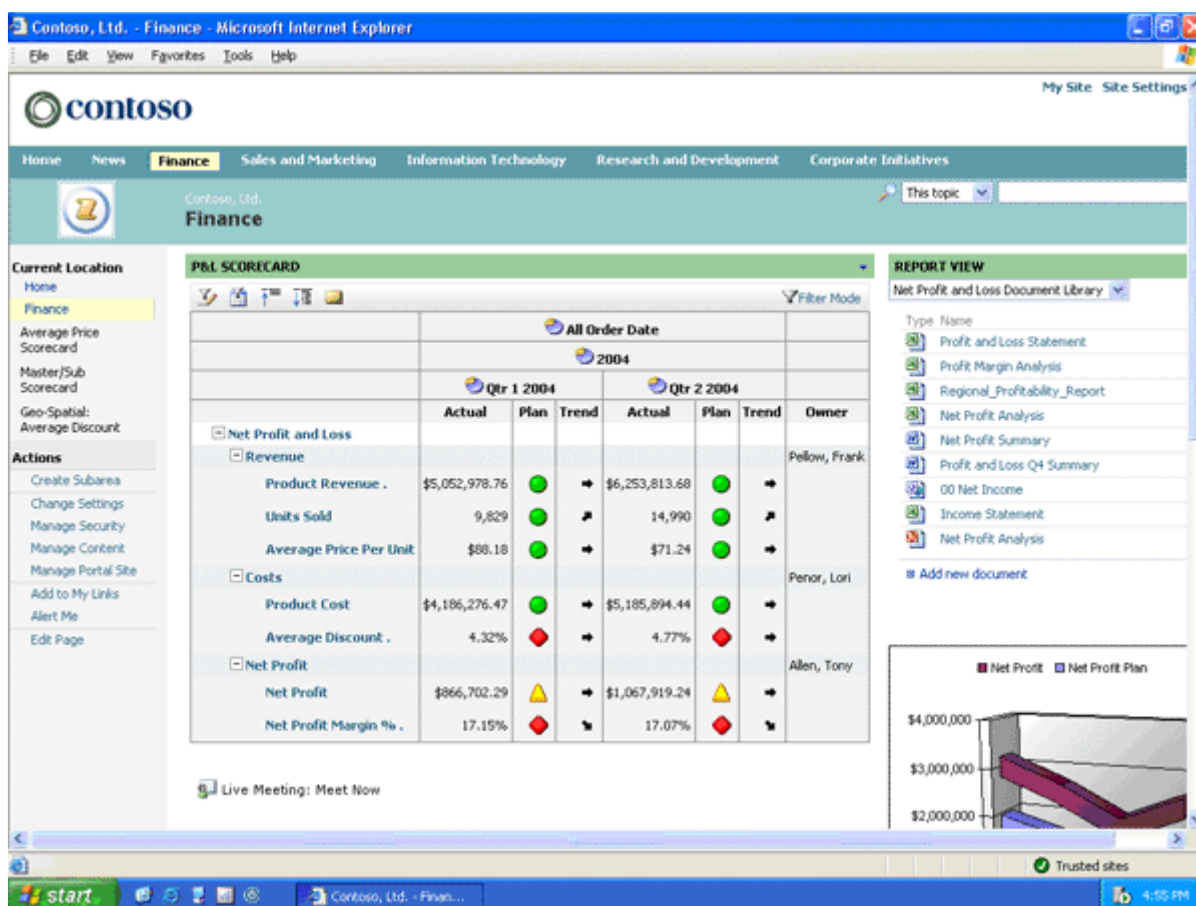 Contoso, Ltd. - Finance - Microsoft Internet Explorer
File Edit View Favorites Tools Help
My Site Site Settings
contoso
Home News Finance Sales and Marketing Information Technology Research and Development Corporate Initiatives
Contoso, Ltd.
Finance
This topic
Current Location
Home
Finance
Average Price
Scorecard
Master/Sub
Scorecard
Geo-Spatial:
Average Discount
Actions
Create Subarea
Change Settings
Manage Security
Manage Content
Manage Portal Site
Add to My Links
Alert Me
Edit Page
P&L SCORECARD
Filter Mode
All Order Date
2004
Qtr 1 2004 Qtr 2 2004
Actual Plan Trend Actual Plan Trend Owner
Net Profit and Loss
Revenue Pellow, Frank
Product Revenue . $5,052,978.76 $6,253,813.68
Units Sold 9,829 14,990
Average Price Per Unit $88.18 $71.24
Costs Penor, Lori
Product Cost $4,186,276.47 $5,185,894.44
Average Discount . 4.32% 4.77%
Net Profit Allen, Tony
Net Profit $866,702.29 $1,067,919.24
Net Profit Margin % . 17.15% 17.07%
Live Meeting: Meet Now
REPORT VIEW
Net Profit and Loss Document Library
Type Name
Profit and Loss Statement
Profit Margin Analysis
Regional_Profitability_Report
Net Profit Analysis
Net Profit Summary
Profit and Loss Q4 Summary
00 Net Income
Income Statement
Net Profit Analysis
Add new document
Net Profit Net Profit Plan
$4,000,000
$3,000,000
$2,000,000
Trusted sites
start Contoso, Ltd. - Finan... 4:55 PM